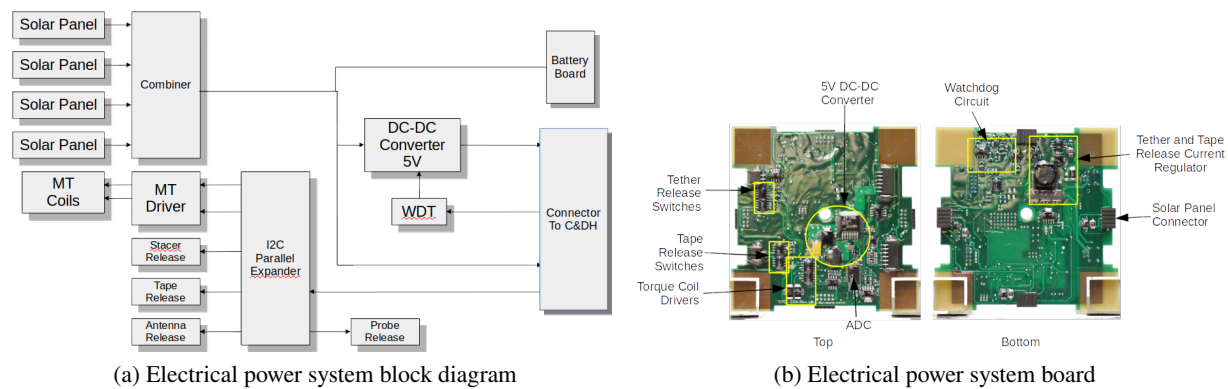 Solar Panel
Solar Panel
Solar Panel
Solar Panel
Combiner
Battery
Board
DC-DC
Converter
5V
MT
Coils
MT
Driver
WDT
I2C
Parallel
Expander
Connector
To C&DH
Stacer
Release
Tape
Release
Antenna
Release
Probe
Release
(a) Electrical power system block diagram
5V DC-DC
Converter
Watchdog
Circuit
Tether
Release
Switches
Tape
Release
Switches
Torque Coil
Drivers
ADC
Tether and Tape
Release Current
Regulator
Solar Panel
Connector
Top
Bottom
(b) Electrical power system board